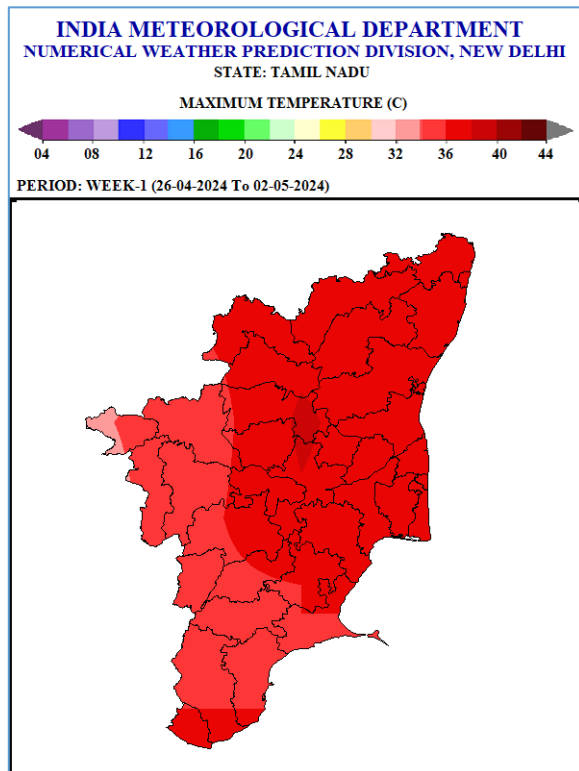 INDIA METEOROLOGICAL DEPARTMENT
NUMERICAL WEATHER PREDICTION DIVISION, NEW DELHI
STATE: TAMIL NADU
MAXIMUM TEMPERATURE (C)
04 08 12 16 20 24 28 32 36 40 44
PERIOD: WEEK-1 (26-04-2024 To 02-05-2024)